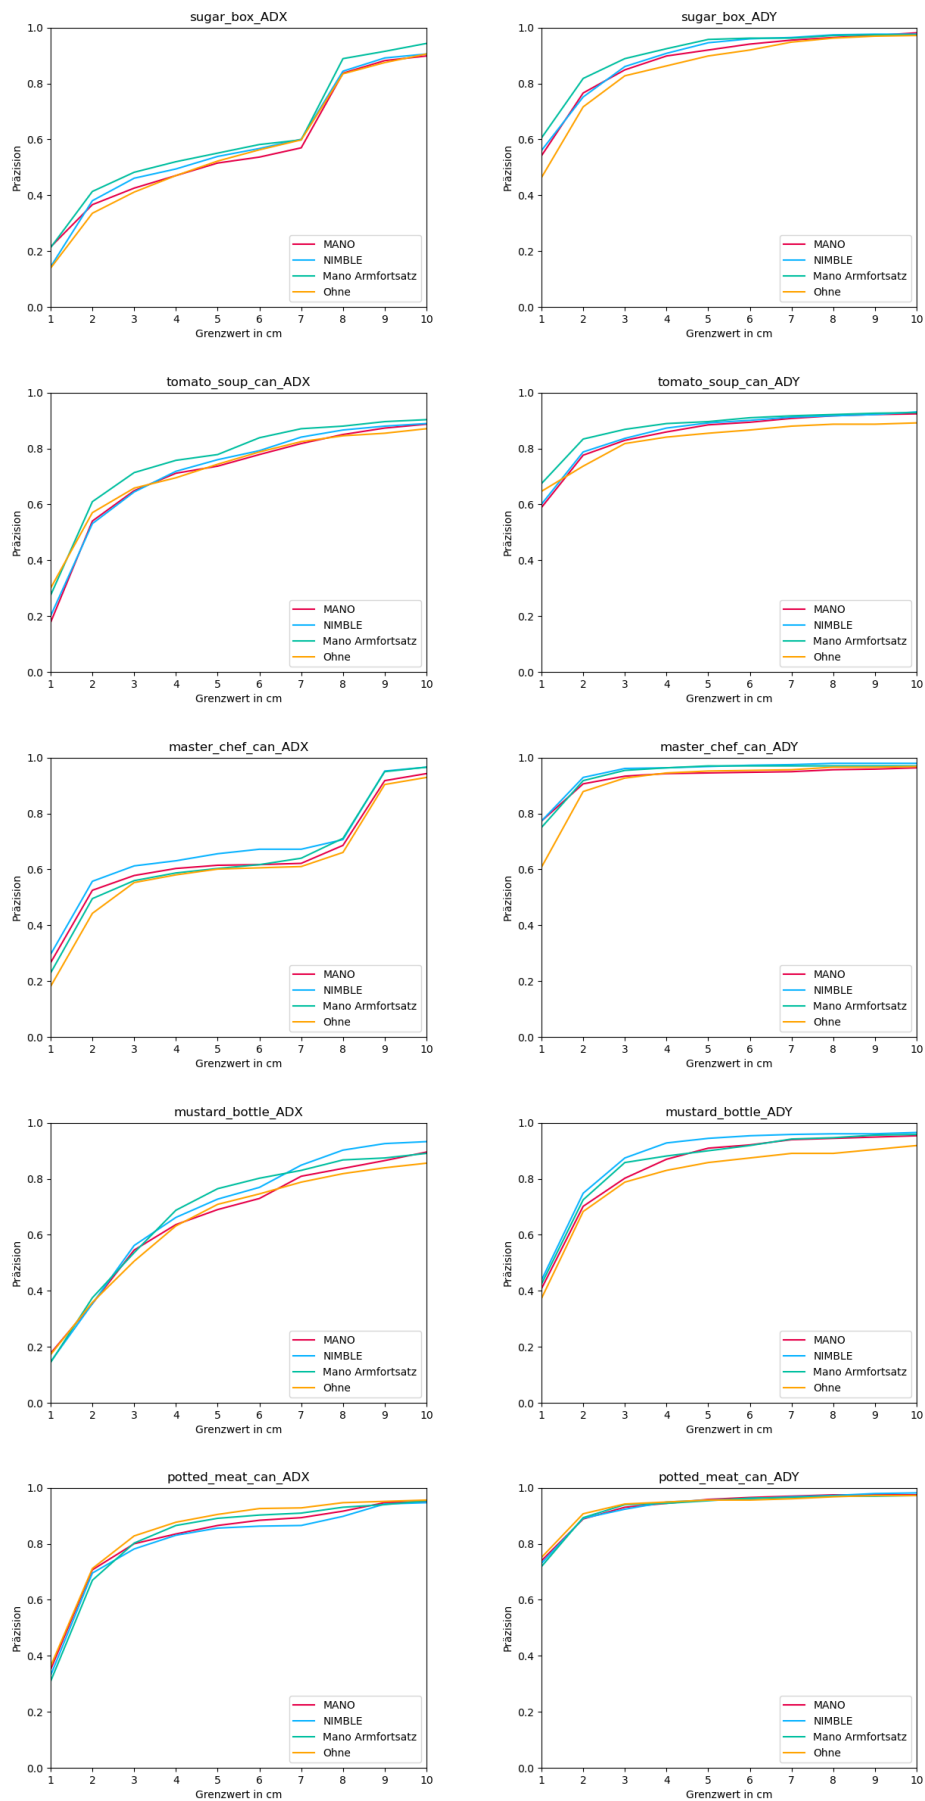 sugar_box_ADX
1.0
0.8
0.6
0.4
0.2
0.0
Präzision
MANO
NIMBLE
Mano Armfortsatz
Ohne
1 2 3 4 5 6 7 8 9 10
Grenzwert in cm
sugar_box_ADY
1.0
0.8
0.6
0.4
0.2
0.0
Präzision
MANO
NIMBLE
Mano Armfortsatz
Ohne
1 2 3 4 5 6 7 8 9 10
Grenzwert in cm
tomato_soup_can_ADX
1.0
0.8
0.6
0.4
0.2
0.0
Präzision
MANO
NIMBLE
Mano Armfortsatz
Ohne
1 2 3 4 5 6 7 8 9 10
Grenzwert in cm
tomato_soup_can_ADY
1.0
0.8
0.6
0.4
0.2
0.0
Präzision
MANO
NIMBLE
Mano Armfortsatz
Ohne
1 2 3 4 5 6 7 8 9 10
Grenzwert in cm
master_chef_can_ADX
1.0
0.8
0.6
0.4
0.2
0.0
Präzision
MANO
NIMBLE
Mano Armfortsatz
Ohne
1 2 3 4 5 6 7 8 9 10
Grenzwert in cm
master_chef_can_ADY
1.0
0.8
0.6
0.4
0.2
0.0
Präzision
MANO
NIMBLE
Mano Armfortsatz
Ohne
1 2 3 4 5 6 7 8 9 10
Grenzwert in cm
mustard_bottle_ADX
1.0
0.8
0.6
0.4
0.2
0.0
Präzision
MANO
NIMBLE
Mano Armfortsatz
Ohne
1 2 3 4 5 6 7 8 9 10
Grenzwert in cm
mustard_bottle_ADY
1.0
0.8
0.6
0.4
0.2
0.0
Präzision
MANO
NIMBLE
Mano Armfortsatz
Ohne
1 2 3 4 5 6 7 8 9 10
Grenzwert in cm
potted_meat_can_ADX
1.0
0.8
0.6
0.4
0.2
0.0
Präzision
MANO
NIMBLE
Mano Armfortsatz
Ohne
1 2 3 4 5 6 7 8 9 10
Grenzwert in cm
potted_meat_can_ADY
1.0
0.8
0.6
0.4
0.2
0.0
Präzision
MANO
NIMBLE
Mano Armfortsatz
Ohne
1 2 3 4 5 6 7 8 9 10
Grenzwert in cm